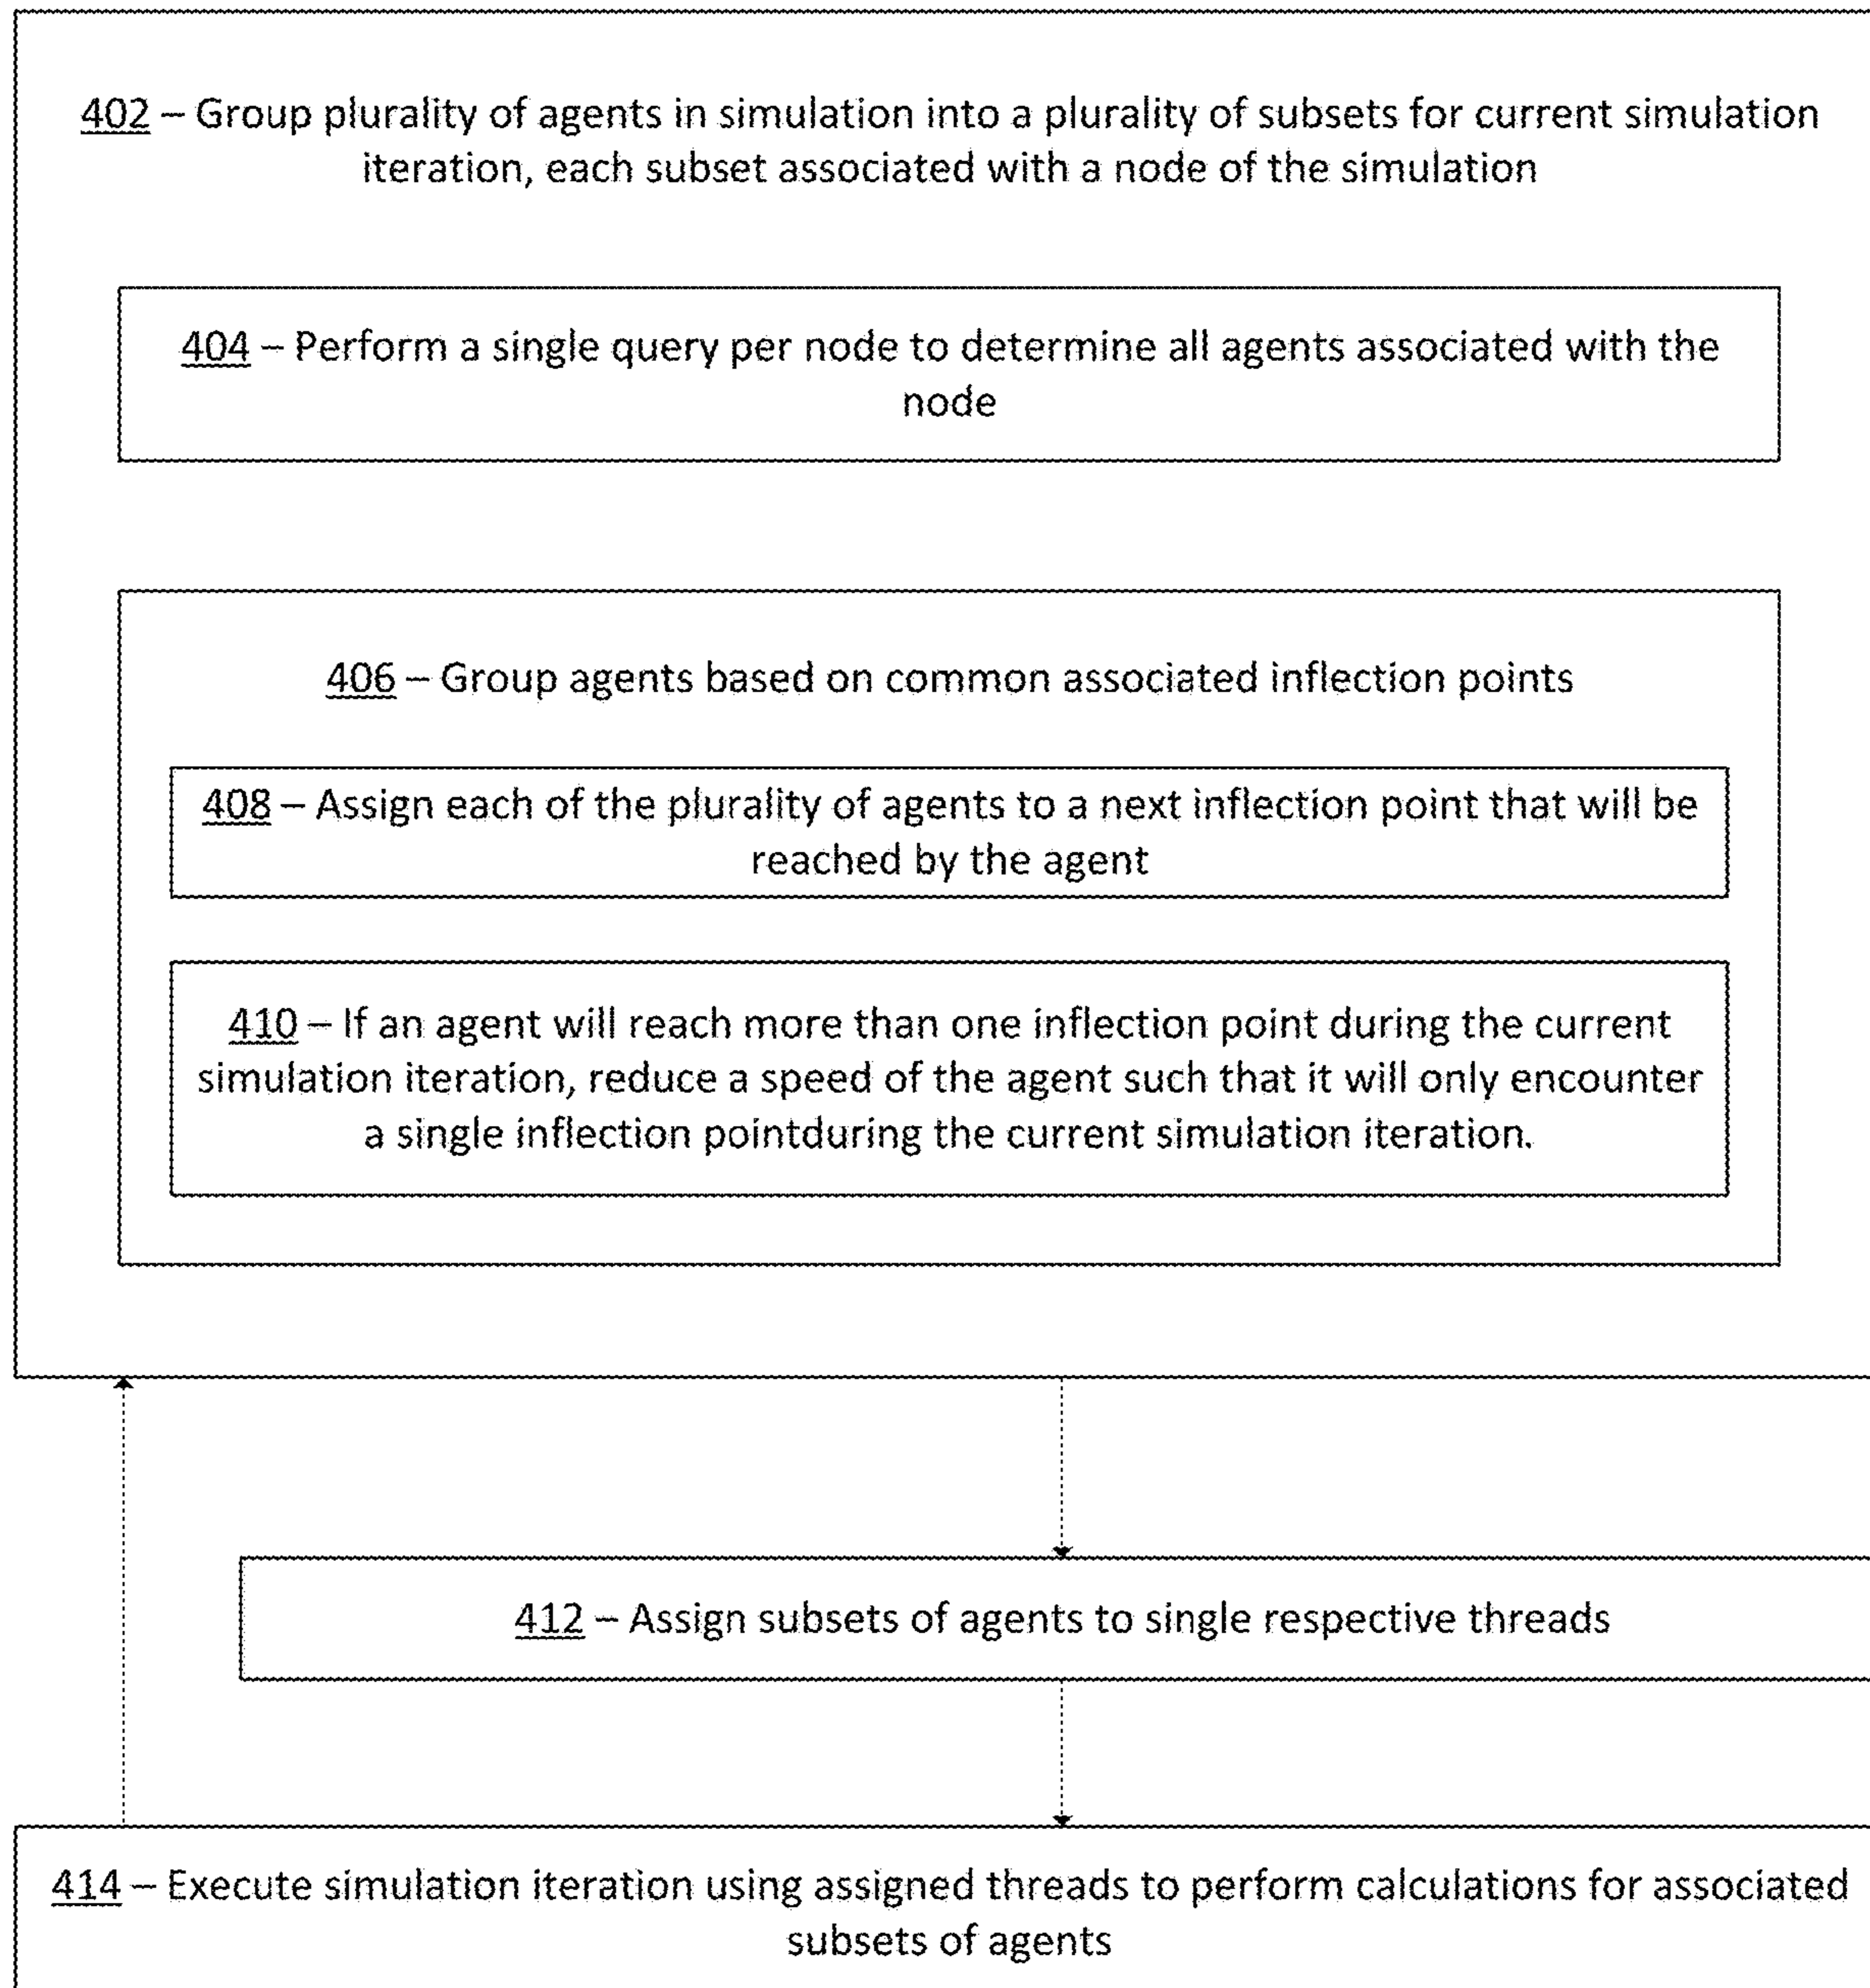 402 – Group plurality of agents in simulation into a plurality of subsets for current simulation
iteration, each subset associated with a node of the simulation
404 – Perform a single query per node to determine all agents associated with the
node
406 – Group agents based on common associated inflection points
408 – Assign each of the plurality of agents to a next inflection point that will be
reached by the agent
410 – If an agent will reach more than one inflection point during the current
simulation iteration, reduce a speed of the agent such that it will only encounter
a single inflection pointduring the current simulation iteration.
412 – Assign subsets of agents to single respective threads
414 – Execute simulation iteration using assigned threads to perform calculations for associated
subsets of agents